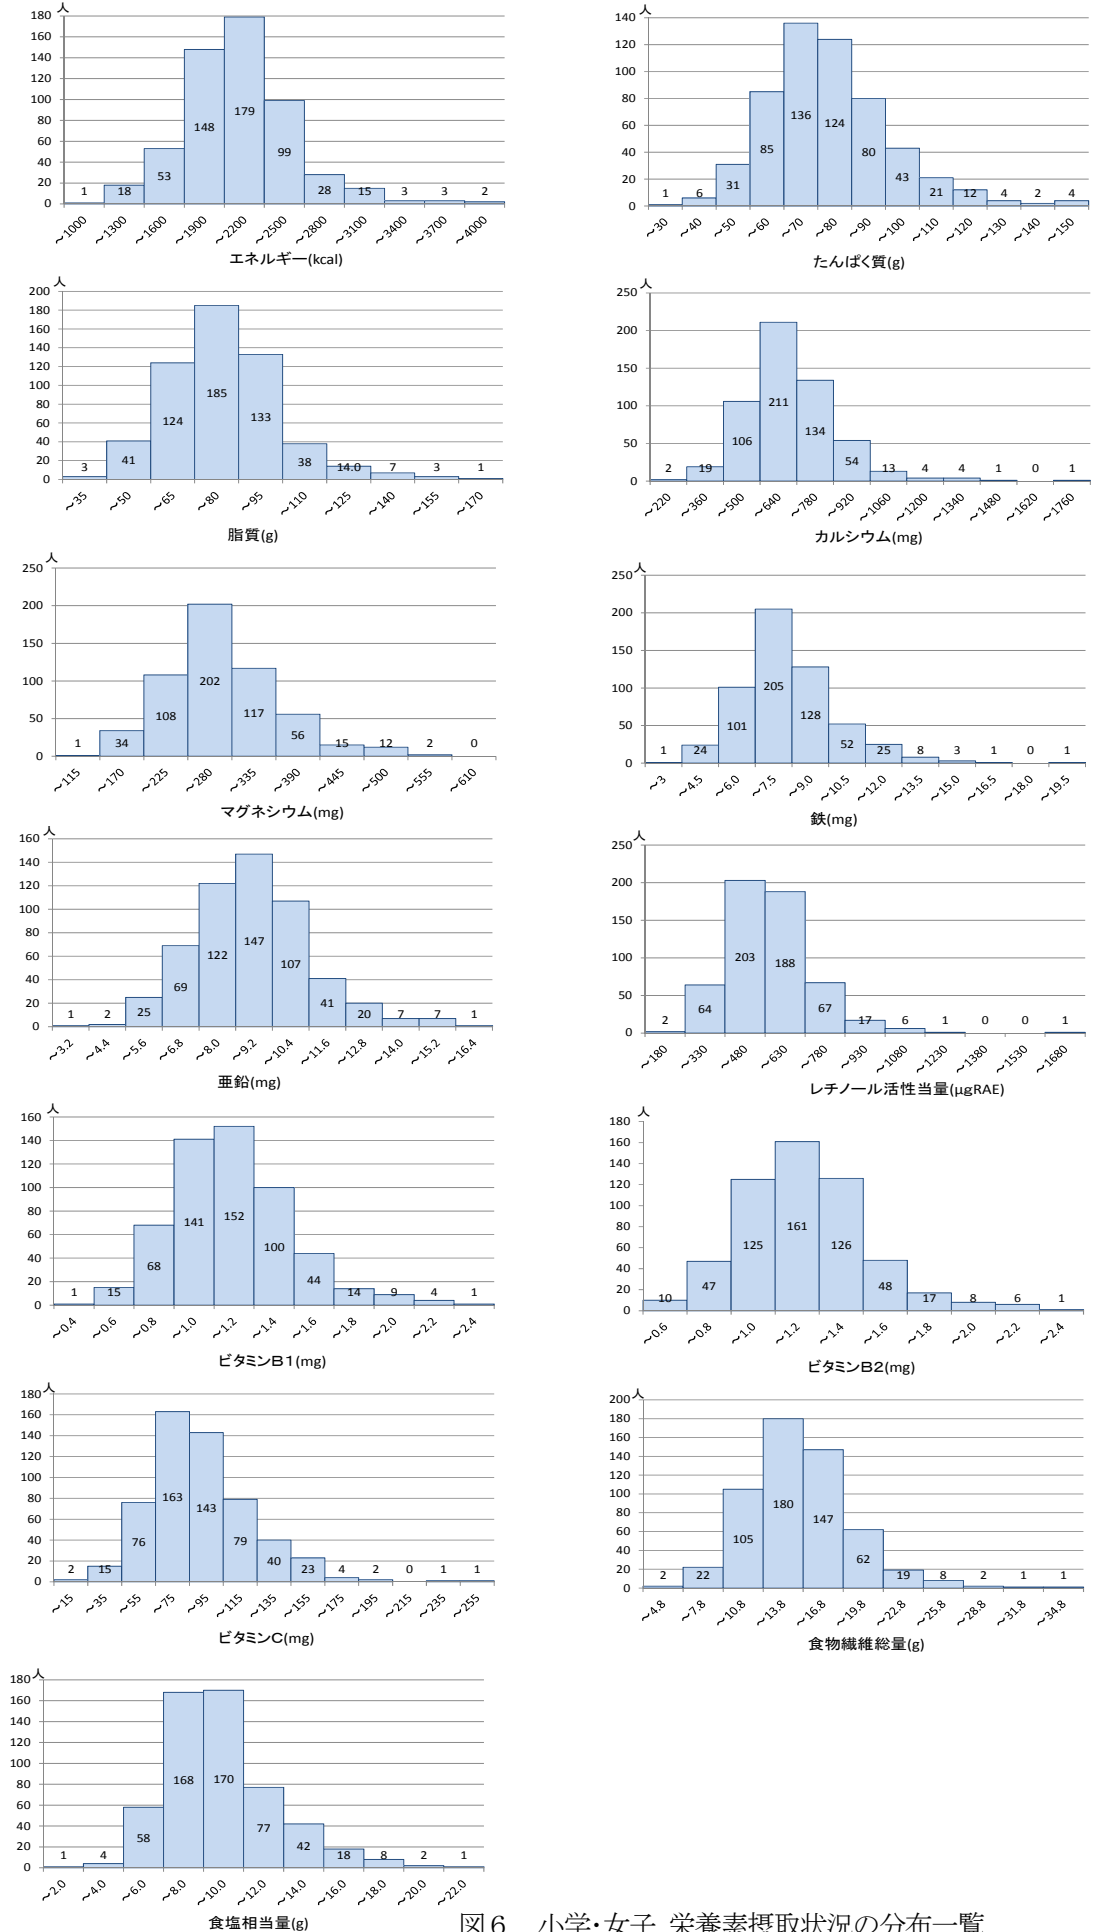 人
180
160
140
120
100
80
60
40
20
0
1 18 53 148 179 99 28 15 3 3 2
～1000 ～1300 ～1600 ～1900 ～2200 ～2500 ～2800 ～3100 ～3400 ～3700 ～4000
エネルギー(kcal)
人
140
120
100
80
60
40
20
0
1 6 31 85 136 124 80 43 21 12 4 2 4
～30 ～40 ～50 ～60 ～70 ～80 ～90 ～100 ～110 ～120 ～130 ～140 ～150
たんぱく質(g)
人
200
180
160
140
120
100
80
60
40
20
0
3 41 124 185 133 38 14.0 7 3 1
～35 ～50 ～65 ～80 ～95 ～110 ～125 ～140 ～155 ～170
脂質(g)
人
250
200
150
100
50
0
2 19 106 211 134 54 13 4 4 1 0 1
～220 ～360 ～500 ～640 ～780 ～920 ～1060 ～1200 ～1340 ～1480 ～1620 ～1760
カルシウム(mg)
人
250
200
150
100
50
0
1 34 108 202 117 56 15 12 2 0
～115 ～170 ～225 ～280 ～335 ～390 ～445 ～500 ～555 ～610
マグネシウム(mg)
人
250
200
150
100
50
0
1 24 101 205 128 52 25 8 3 1 0 1
～3 ～4.5 ～6.0 ～7.5 ～9.0 ～10.5 ～12.0 ～13.5 ～15.0 ～16.5 ～18.0 ～19.5
鉄(mg)
人
160
140
120
100
80
60
40
20
0
1 2 25 69 122 147 107 41 20 7 7 1
～3.2 ～4.4 ～5.6 ～6.8 ～8.0 ～9.2 ～10.4 ～11.6 ～12.8 ～14.0 ～15.2 ～16.4
亜鉛(mg)
人
250
200
150
100
50
0
2 64 203 188 67 17 6 1 0 0 1
～180 ～330 ～480 ～630 ～780 ～930 ～1080 ～1230 ～1380 ～1530 ～1680
レチノール活性当量(μgRAE)
人
160
140
120
100
80
60
40
20
0
1 15 68 141 152 100 44 14 9 4 1
～0.4 ～0.6 ～0.8 ～1.0 ～1.2 ～1.4 ～1.6 ～1.8 ～2.0 ～2.2 ～2.4
ビタミンB1(mg)
人
180
160
140
120
100
80
60
40
20
0
10 47 125 161 126 48 17 8 6 1
～0.6 ～0.8 ～1.0 ～1.2 ～1.4 ～1.6 ～1.8 ～2.0 ～2.2 ～2.4
ビタミンB2(mg)
人
180
160
140
120
100
80
60
40
20
0
2 15 76 163 143 79 40 23 4 2 0 1 1
～15 ～35 ～55 ～75 ～95 ～115 ～135 ～155 ～175 ～195 ～215 ～235 ～255
ビタミンC(mg)
人
200
180
160
140
120
100
80
60
40
20
0
2 22 105 180 147 62 19 8 2 1 1
～4.8 ～7.8 ～10.8 ～13.8 ～16.8 ～19.8 ～22.8 ～25.8 ～28.8 ～31.8 ～34.8
食物繊維総量(g)
人
180
160
140
120
100
80
60
40
20
0
1 4 58 168 170 77 42 18 8 2 1
～2.0 ～4.0 ～6.0 ～8.0 ～10.0 ～12.0 ～14.0 ～16.0 ～18.0 ～20.0 ～22.0
食塩相当量(g)
図6 小学・女子 栄養素摂取状況の分布一覧